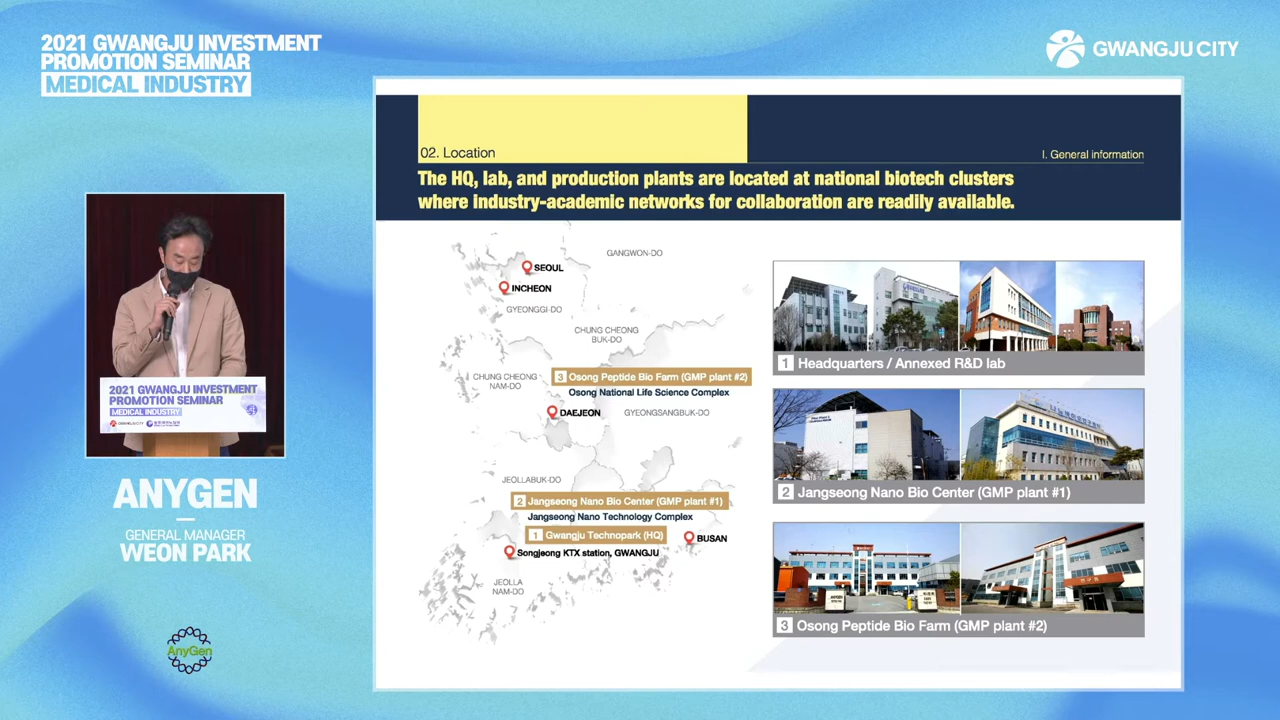 2021 GWANGJU INVESTMENT
PROMOTION SEMINAR
MEDICAL INDUSTRY
GWANGJU CITY
02. Location
I. General information
The HQ, lab, and production plants are located at national biotech clusters
where industry-academic networks for collaboration are readily available.
GANGWON-DO
SEOUL
INCHEON
GYEONGGI-DO
CHUNG CHEONG
BUK-DO
CHUNG CHEONG
NAM-DO
3 Osong Peptide Bio Farm (GMP plant #2)
Osong National Life Science Complex
DAEJEON
GYEONGSANGBUK-DO
JEOLLABUK-DO
2 Jangseong Nano Bio Center (GMP plant #1)
Jangseong Nano Technology Complex
1 Gwangju Technopark (HQ)
BUSAN
Songjeong KTX station, GWANGJU
JEOLLA
NAM-DO
1 Headquarters / Annexed R&D lab
2 Jangseong Nano Bio Center (GMP plant #1)
3 Osong Peptide Bio Farm (GMP plant #2)
2021 GWANGJU INVESTMENT
PROMOTION SEMINAR
MEDICAL INDUSTRY
GWANGJU CITY
ANYGEN
GENERAL MANAGER
WEON PARK
AnyGen